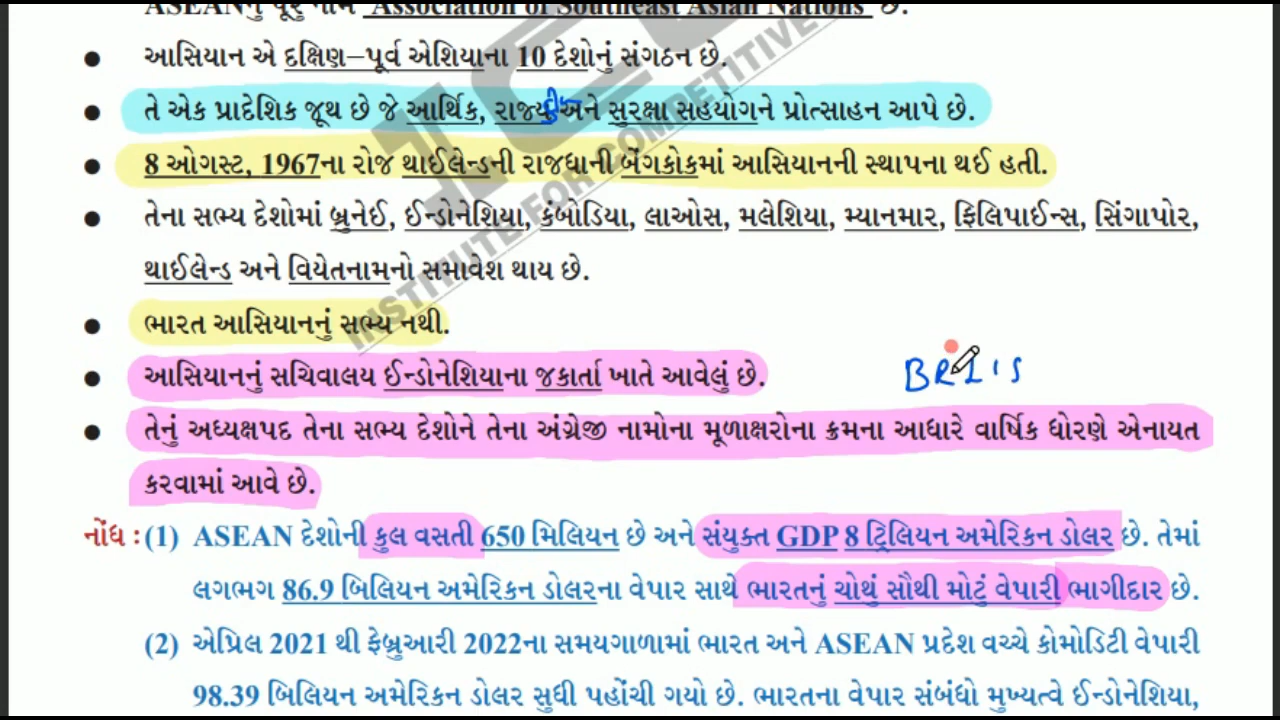 ASEANનું પૂરું નામ Association of Southeast Asian Nations છે.
● આસિયાન એ દક્ષિણ–પૂર્વ એશિયાના 10 દેશોનું સંગઠન છે.
● તે એક પ્રાદેશિક જૂથ છે જે આર્થિક, રાજકી અને સુરક્ષા સહયોગને પ્રોત્સાહન આપે છે.
● 8 ઓગસ્ટ, 1967ના રોજ થાઈલેન્ડની રાજધાની બેંગકોકમાં આસિયાનની સ્થાપના થઈ હતી.
● તેના સભ્ય દેશોમાં બ્રુનેઈ, ઈન્ડોનેશિયા, કંબોડિયા, લાઓસ, મલેશિયા, મ્યાનમાર, ફિલિપાઈન્સ, સિંગાપોર,
થાઈલેન્ડ અને વિયેતનામનો સમાવેશ થાય છે.
● ભારત આસિયાનનું સભ્ય નથી.
● આસિયાનનું સચિવાલય ઈન્ડોનેશિયાના જકાર્તા ખાતે આવેલું છે.
● તેનું અધ્યક્ષપદ તેના સભ્ય દેશોને તેના અંગ્રેજી નામોના મૂળાક્ષરોના ક્રમના આધારે વાર્ષિક ધોરણે એનાયત
કરવામાં આવે છે.
નોંધ : (1) ASEAN દેશોની કુલ વસતી 650 મિલિયન છે અને સંયુક્ત GDP 8 ટ્રિલિયન અમેરિકન ડોલર છે. તેમાં
લગભગ 86.9 બિલિયન અમેરિકન ડોલરના વેપાર સાથે ભારતનું ચોથું સૌથી મોટું વેપારી ભાગીદાર છે.
(2) એપ્રિલ 2021 થી ફેબ્રુઆરી 2022ના સમયગાળામાં ભારત અને ASEAN પ્રદેશ વચ્ચે કોમોડિટી વેપારી
98.39 બિલિયન અમેરિકન ડોલર સુધી પહોંચી ગયો છે. ભારતના વેપાર સંબંધો મુખ્યત્વે ઈન્ડોનેશિયા,
INSTITUTE FOR COMPETITIVE